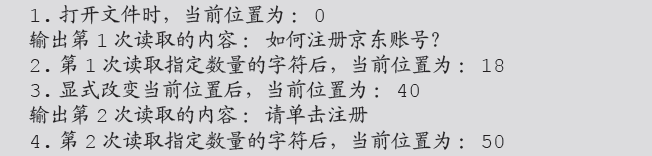 1.打开文件时，当前位置为： 0
输出第1次读取的内容： 如何注册京东账号?
2.第1次读取指定数量的字符后，当前位置为： 18
3.显式改变当前位置后，当前位置为： 40
输出第2次读取的内容： 请单击注册
4.第2次读取指定数量的字符后，当前位置为： 50